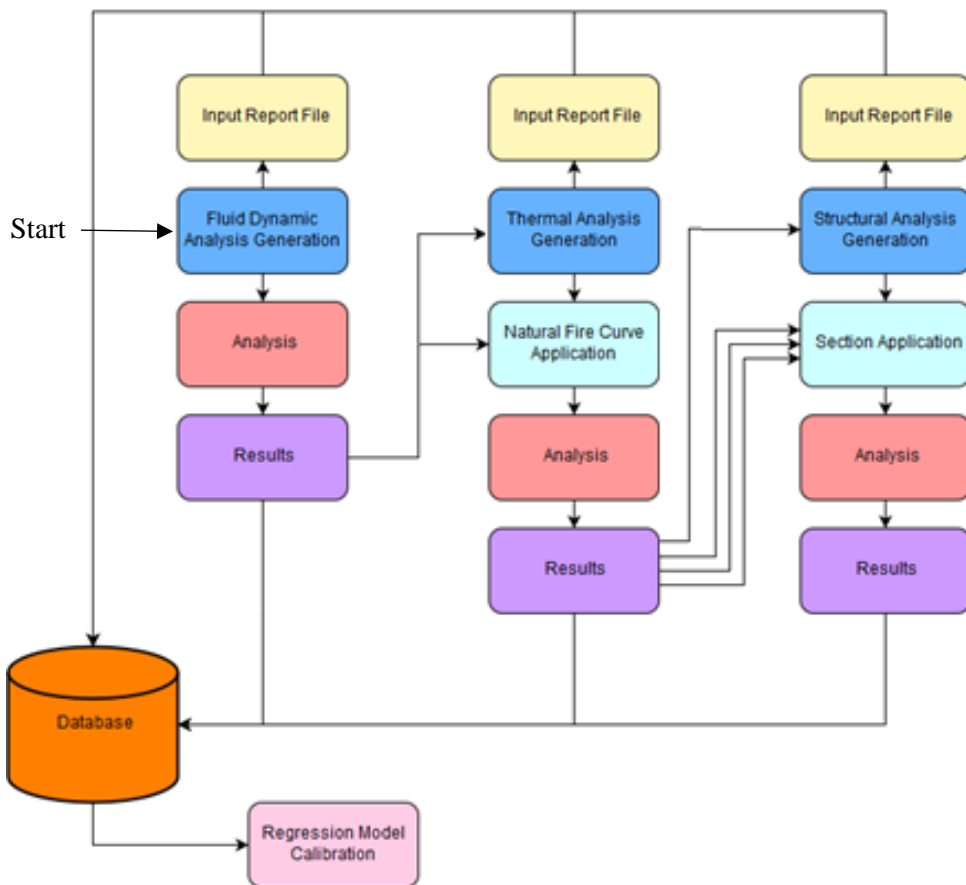 Input Report File
Input Report File
Input Report File
Start
Fluid Dynamic
Analysis Generation
Thermal Analysis
Generation
Structural Analysis
Generation
Analysis
Natural Fire Curve
Application
Section Application
Results
Analysis
Analysis
Results
Results
Database
Regression Model
Calibration